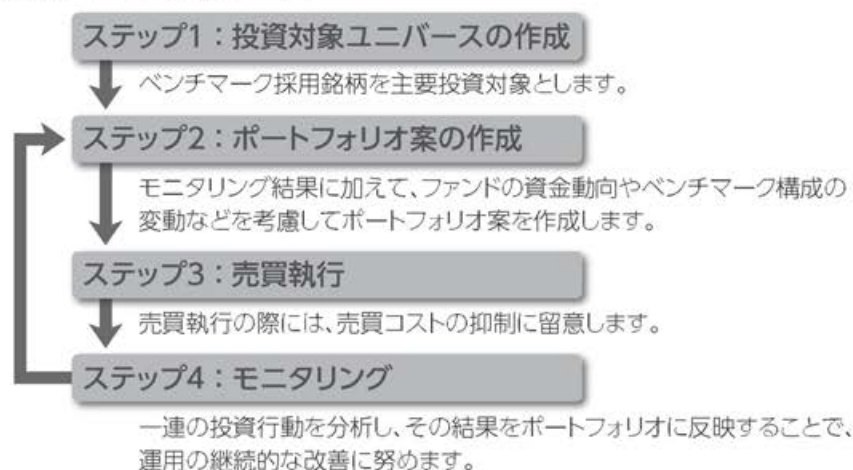 ステップ1：投資対象ユニバースの作成
ベンチマーク採用銘柄を主要投資対象とします。
ステップ2：ポートフォリオ案の作成
モニタリング結果に加えて、ファンドの資金動向やベンチマーク構成の
変動などを考慮してポートフォリオ案を作成します。
ステップ3：売買執行
売買執行の際には、売買コストの抑制に留意します。
ステップ4：モニタリング
一連の投資行動を分析し、その結果をポートフォリオに反映することで、
運用の継続的な改善に努めます。